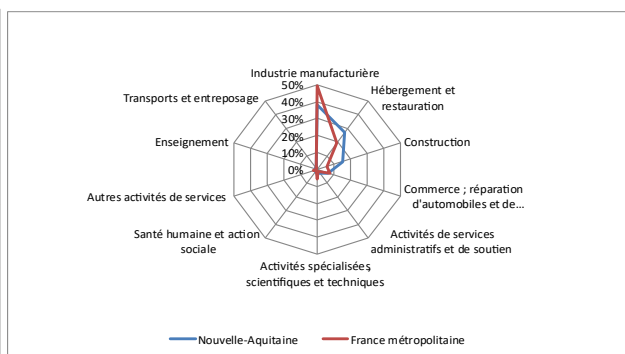 Industrie manufacturière
50%
40%
30%
20%
10%
0%
Hébergement et
restauration
Construction
Commerce ; réparation
d'automobiles et de...
Activités de services
administratifs et de soutien
Activités spécialisées,
scientifiques et techniques
Santé humaine et action
sociale
Autres activités de services
Enseignement
Transports et entreposage
Nouvelle-Aquitaine
France métropolitaine